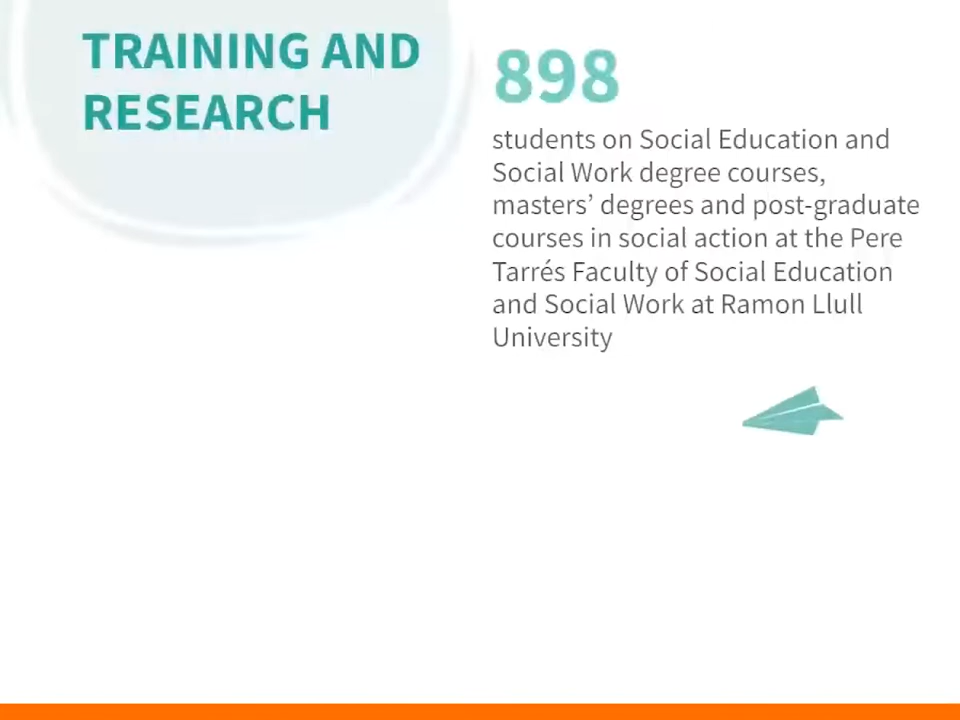 TRAINING AND
RESEARCH
898
students on Social Education and
Social Work degree courses,
masters’ degrees and post-graduate
courses in social action at the Pere
Tarrés Faculty of Social Education
and Social Work at Ramon Llull
University